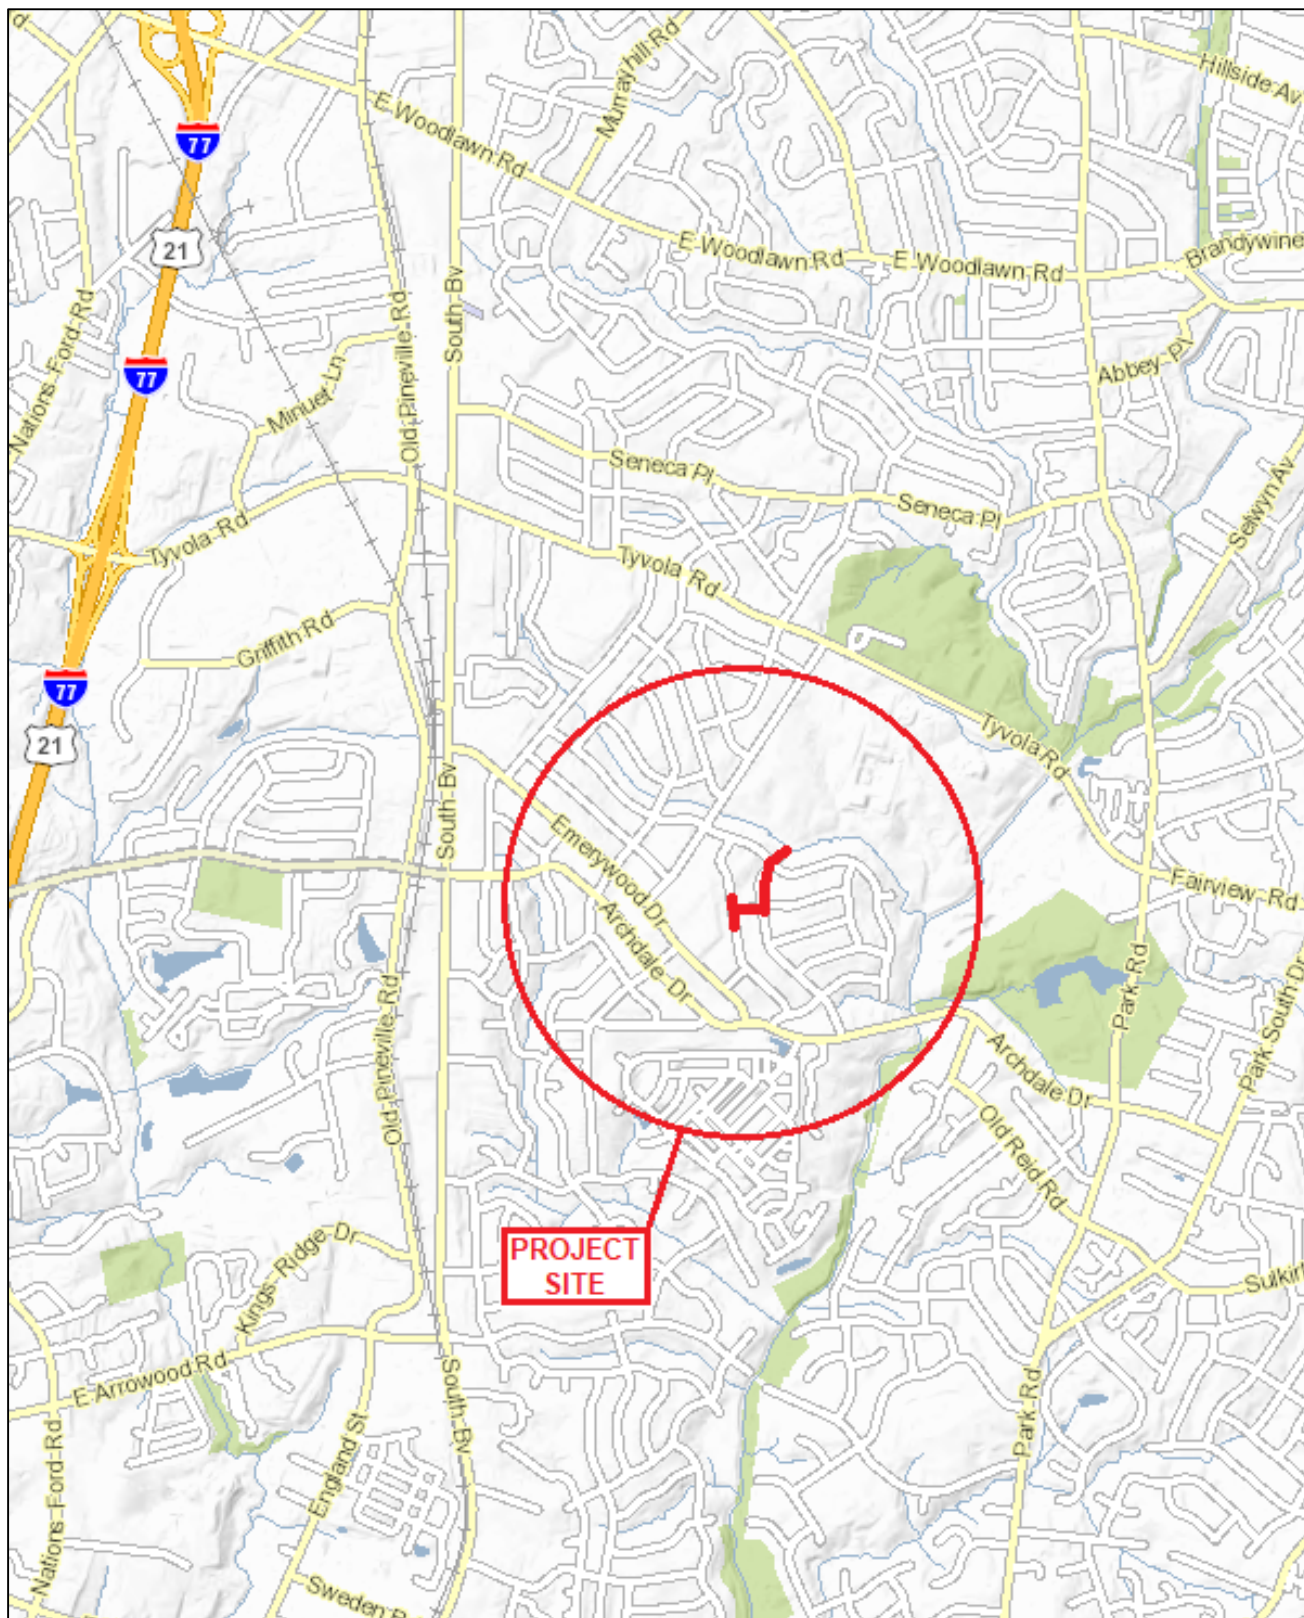 Murrayhill Rd
Hillside Av
E Woodlawn Rd
77
21
E Woodlawn Rd
E Woodlawn Rd
Brandywine
Nations Ford Rd
Old Pineville Rd
South Bv
77
Minuet Ln
Abbey Pl
Seneca Pl
Seneca Pl
Selwyn Av
Tyvola Rd
Tyvola Rd
Griffith Rd
77
21
Tyvola Rd
South Bv
Emerywood Dr
Fairview Rd
Archdale Dr
Old Pineville Rd
Park Rd
Park South Dr
Archdale Dr
Old Reid Rd
PROJECT
SITE
Kings Ridge Dr
Sulkirk
E Arrowood Rd
South Bv
Park Rd
England St
Nations Ford Rd
Sweden R